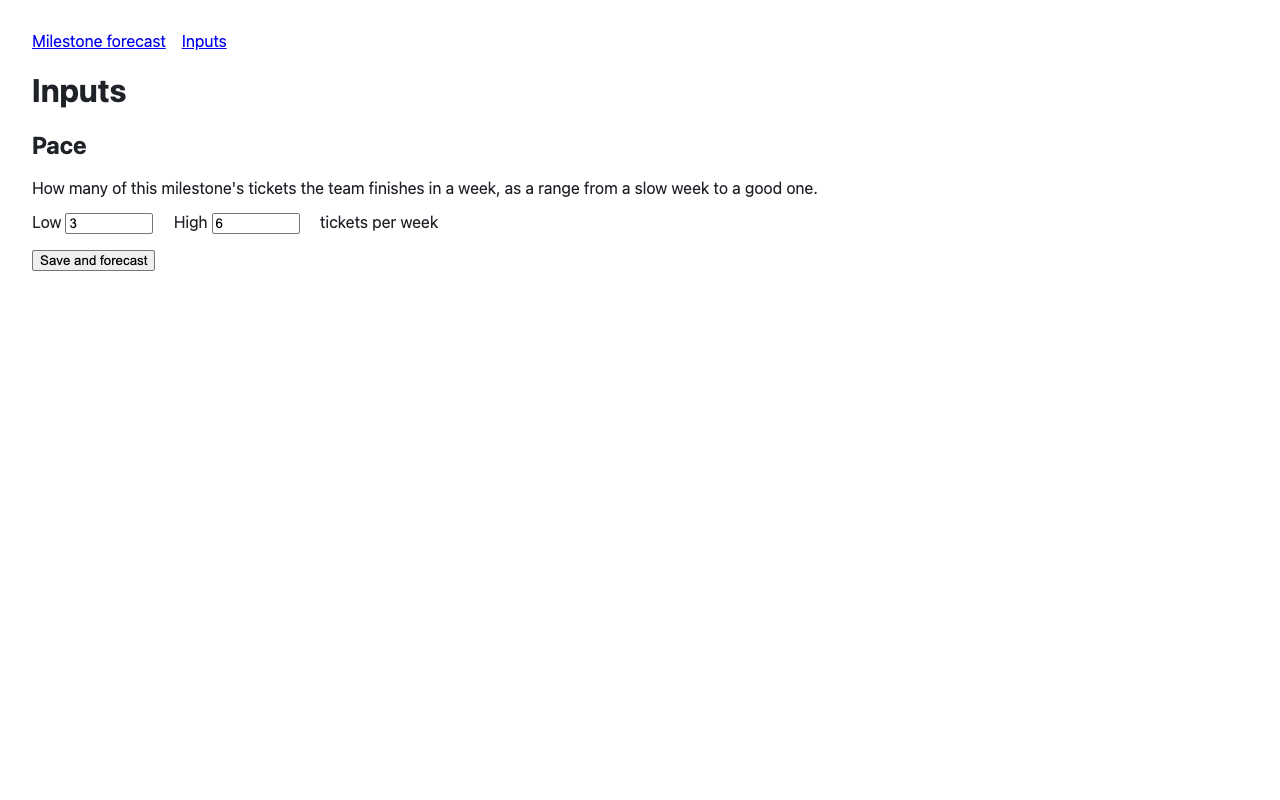 Milestone forecast Inputs
Inputs
Pace
How many of this milestone's tickets the team finishes in a week, as a range from a slow week to a good one.
Low 3 High 6 tickets per week
Save and forecast